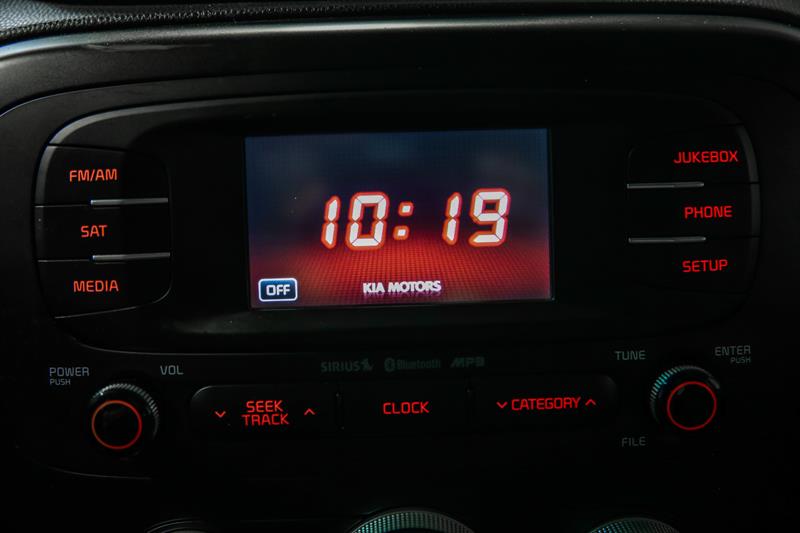 FM/AM
SAT
MEDIA
10:19
OFF
KIA MOTORS
JUKEBOX
PHONE
SETUP
POWER
PUSH
VOL
SIRIUS
Bluetooth
MP3
TUNE
ENTER
PUSH
SEEK
TRACK
CLOCK
CATEGORY
FILE